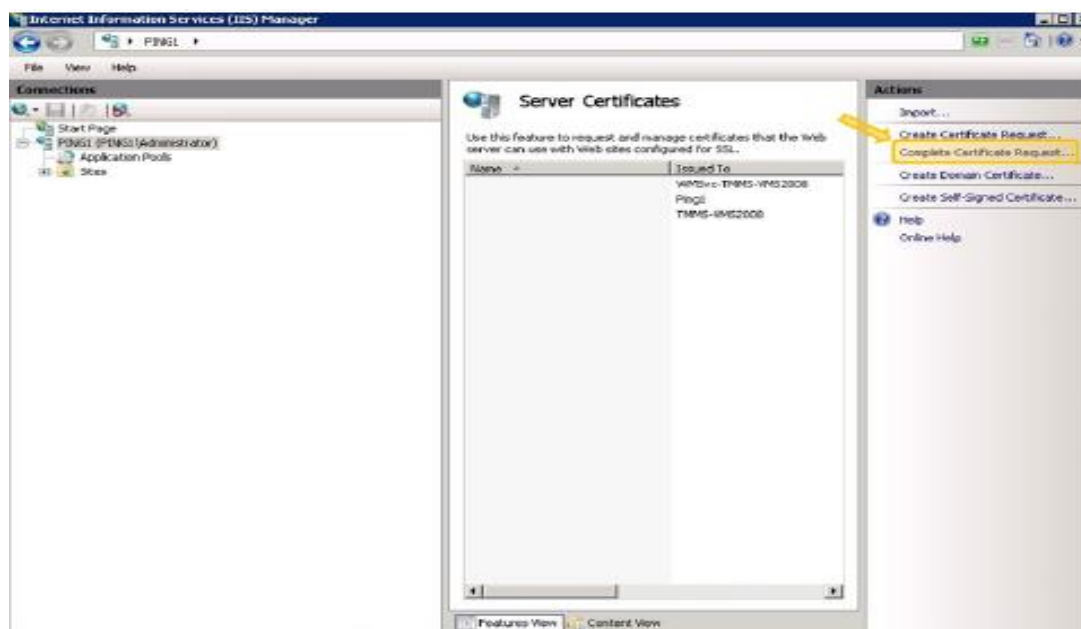 Internet Information Services (IIS) Manager
PING1
File View Help
Connections
Start Page
PING1 (PING1\Administrator)
Application Pools
Sites
Server Certificates
Use this feature to request and manage certificates that the Web
server can use with Web sites configured for SSL.
Name Issued To
WMSvc-TMMS-VMS2008
Ping1
TMMS-VMS2008
Features View Content View
Actions
Import...
Create Certificate Request...
Complete Certificate Request...
Create Domain Certificate...
Create Self-Signed Certificate...
Help
Online Help